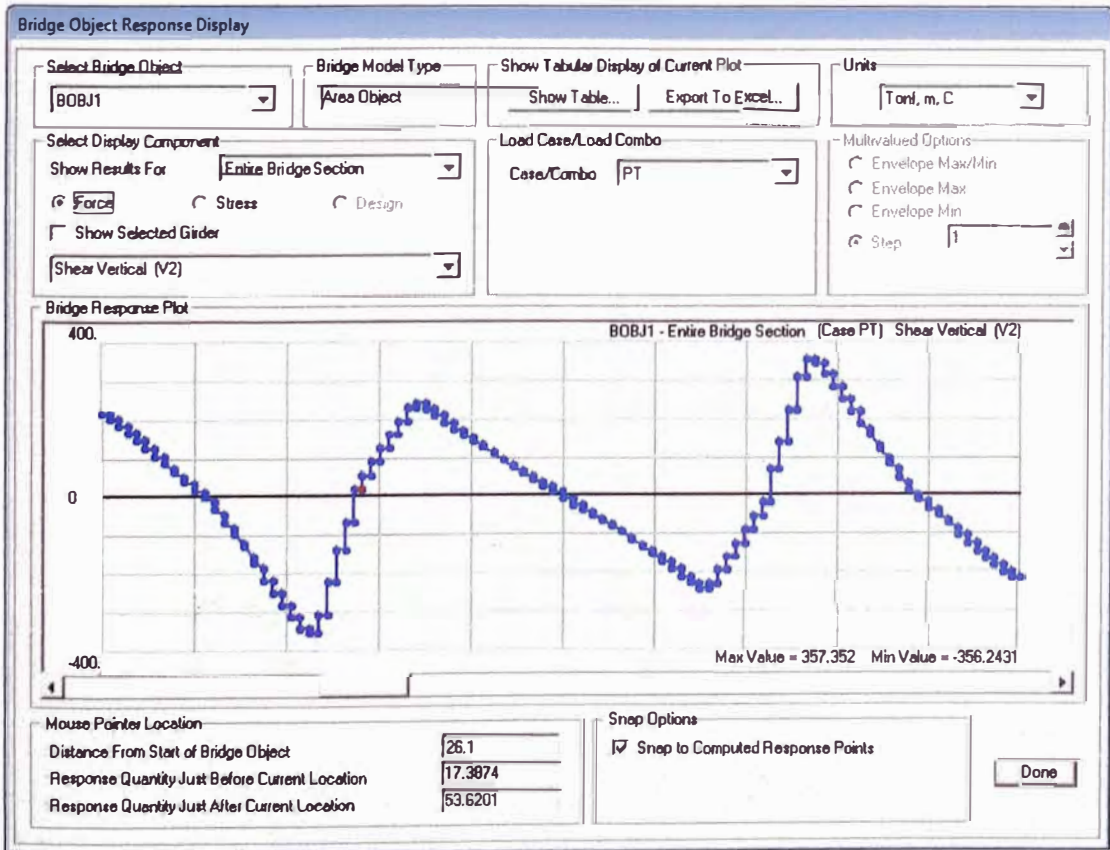 Bridge Object Response Display
Select Bridge Object
BOBJ1
Bridge Model Type
Area Object
Show Tabular Display of Current Plot
Show Table...
Export To Excel...
Units
Tonf, m, C
Select Display Component
Show Results For
Entire Bridge Section
Force
Stress
Design
Show Selected Girder
Shear Vertical (V2)
Load Case/Load Combo
Case/Combo
PT
Multivalued Options
Envelope Max/Min
Envelope Max
Envelope Min
Step
1
Bridge Response Plot
400.
BOBJ1 - Entire Bridge Section (Case PT) Shear Vertical (V2)
0
-400.
Max Value = 357.352 Min Value = -356.2431
Mouse Pointer Location
Distance From Start of Bridge Object
26.1
Response Quantity Just Before Current Location
17.3874
Response Quantity Just After Current Location
53.6201
Snap Options
Snap to Computed Response Points
Done